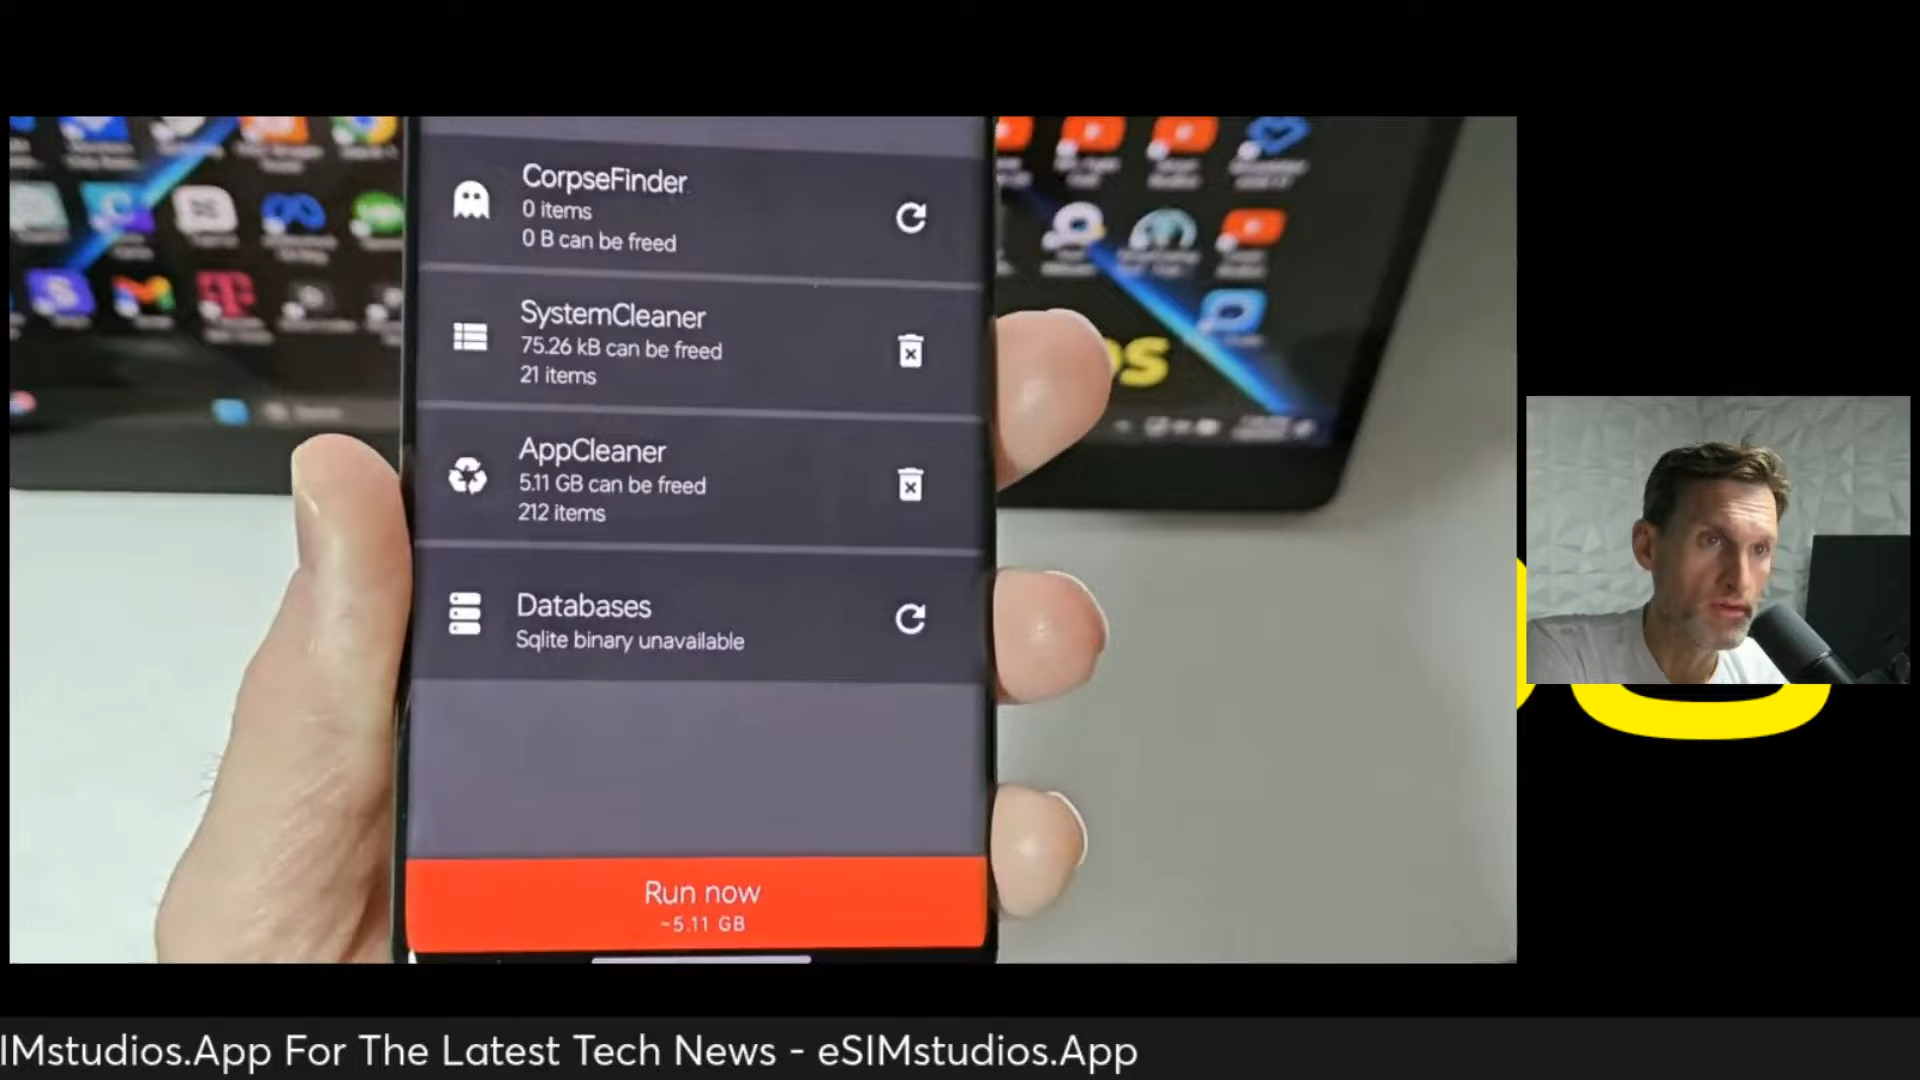 CorpseFinder
0 items
0 B can be freed
SystemCleaner
75.26 kB can be freed
21 items
AppCleaner
5.11 GB can be freed
212 items
Databases
Sqlite binary unavailable
Run now
~5.11 GB
IMstudios.App For The Latest Tech News - eSIMstudios.App